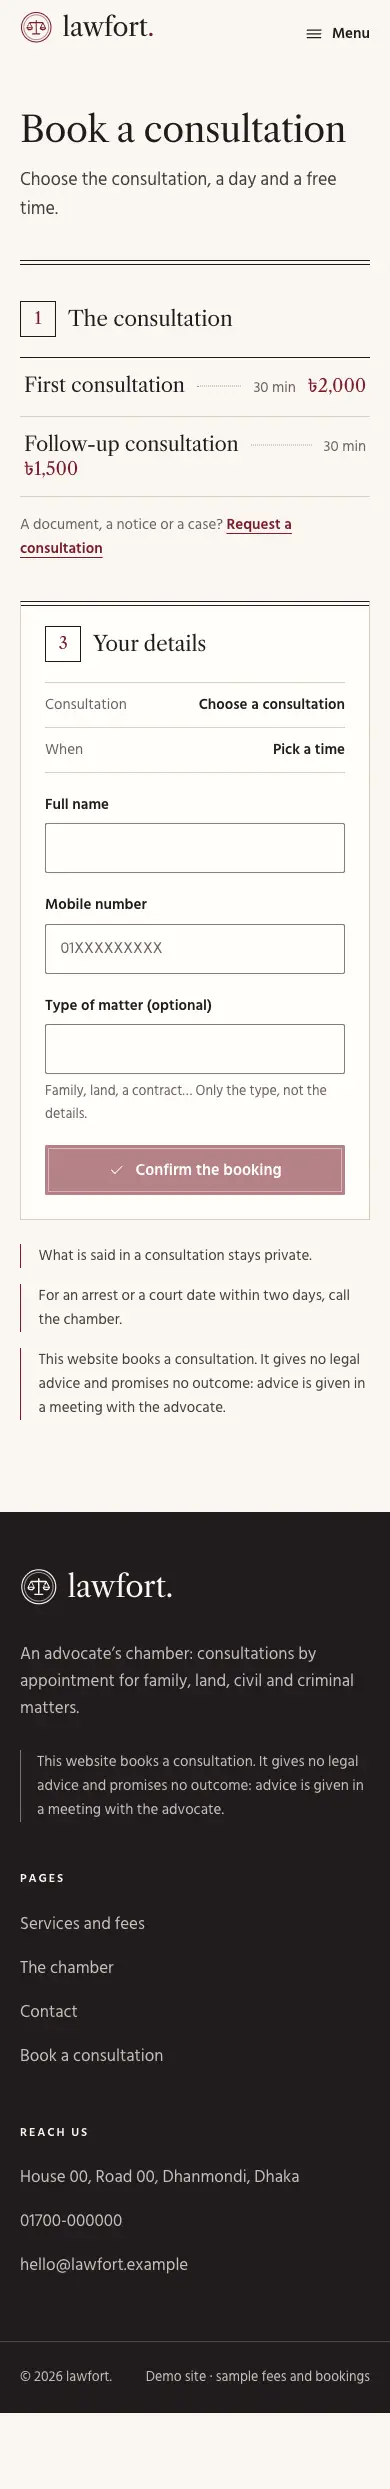 lawfort.
Menu
Book a consultation
Choose the consultation, a day and a free
time.
1 The consultation
First consultation 30 min ৳2,000
Follow-up consultation 30 min
৳1,500
A document, a notice or a case? Request a
consultation
3 Your details
Consultation Choose a consultation
When Pick a time
Full name
Mobile number
01XXXXXXXXX
Type of matter (optional)
Family, land, a contract… Only the type, not the
details.
Confirm the booking
What is said in a consultation stays private.
For an arrest or a court date within two days, call
the chamber.
This website books a consultation. It gives no legal
advice and promises no outcome: advice is given in
a meeting with the advocate.
lawfort.
An advocate’s chamber: consultations by
appointment for family, land, civil and criminal
matters.
This website books a consultation. It gives no legal
advice and promises no outcome: advice is given in
a meeting with the advocate.
PAGES
Services and fees
The chamber
Contact
Book a consultation
REACH US
House 00, Road 00, Dhanmondi, Dhaka
01700-000000
hello@lawfort.example
© 2026 lawfort. Demo site · sample fees and bookings